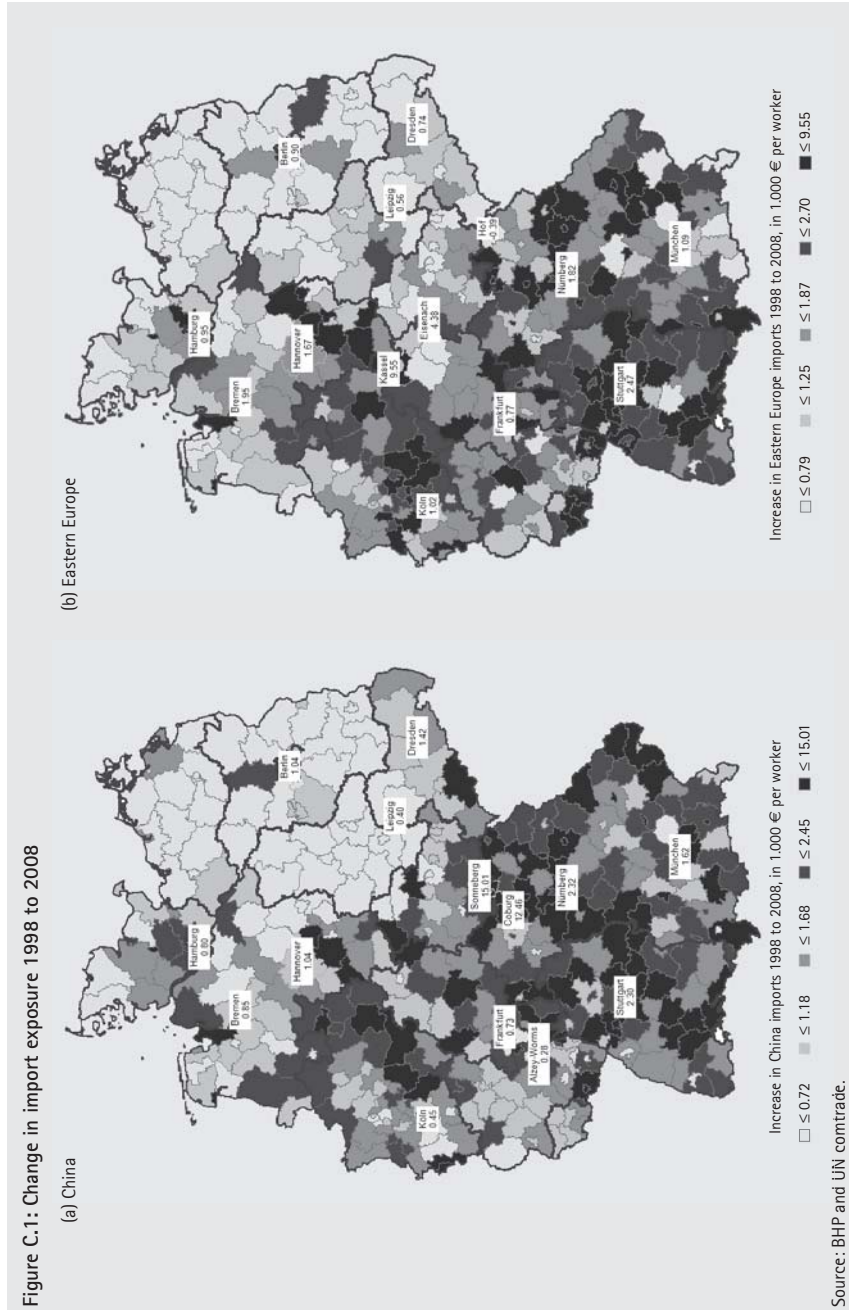 Figure C.1: Change in import exposure 1998 to 2008
(a) China
Hamburg
0.80
Bremen
0.85
Hannover
1.04
Berlin
1.04
Leipzig
0.40
Dresden
1.42
Köln
0.45
Sonneberg
15.01
Coburg
12.46
Frankfurt
0.73
Alzey-Worms
0.28
Nürnberg
2.32
Stuttgart
2.30
München
1.62
Increase in China imports 1998 to 2008, in 1.000 € per worker
≤ 0.72 ≤ 1.18 ≤ 1.68 ≤ 2.45 ≤ 15.01
(b) Eastern Europe
Hamburg
0.95
Bremen
1.95
Hannover
1.67
Berlin
0.90
Leipzig
0.56
Dresden
0.74
Kassel
9.55
Eisenach
4.38
Köln
1.02
Hof
-0.39
Frankfurt
0.77
Nürnberg
1.82
Stuttgart
2.47
München
1.09
Increase in Eastern Europe imports 1998 to 2008, in 1.000 € per worker
≤ 0.79 ≤ 1.25 ≤ 1.87 ≤ 2.70 ≤ 9.55
Source: BHP and UN comtrade.